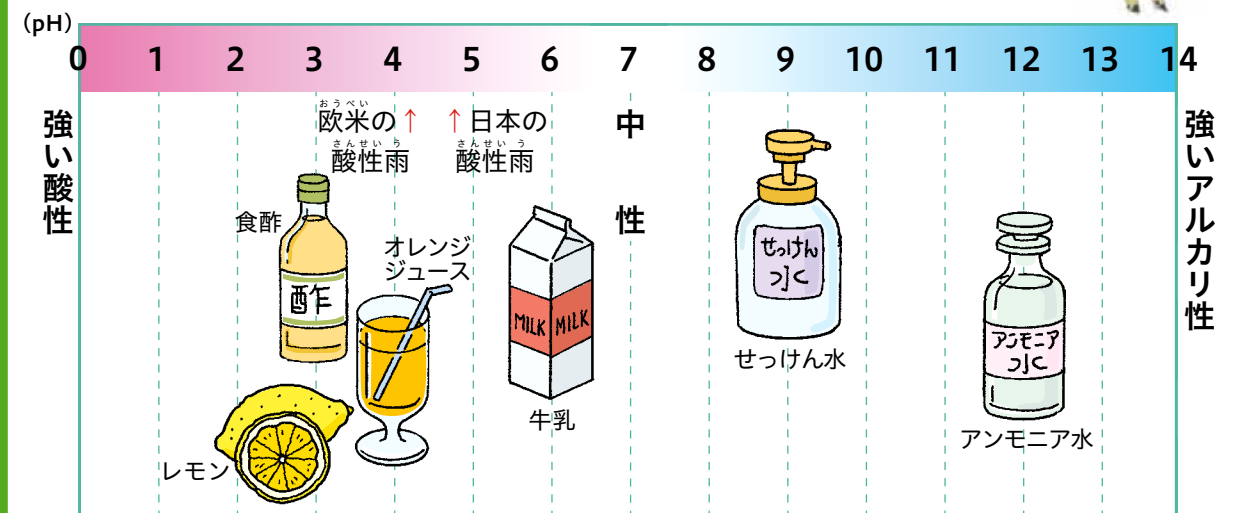 (pH)
0 1 2 3 4 5 6 7 8 9 10 11 12 13 14
強い酸性
おうべい
欧米の↑
さんせい う
酸性雨
↑日本の
さんせい う
酸性雨
中性
強いアルカリ性
食酢
酢
オレンジ
ジュース
MILK MILK
牛乳
せっけん
水
せっけん水
アンモニア
水
アンモニア水
レモン